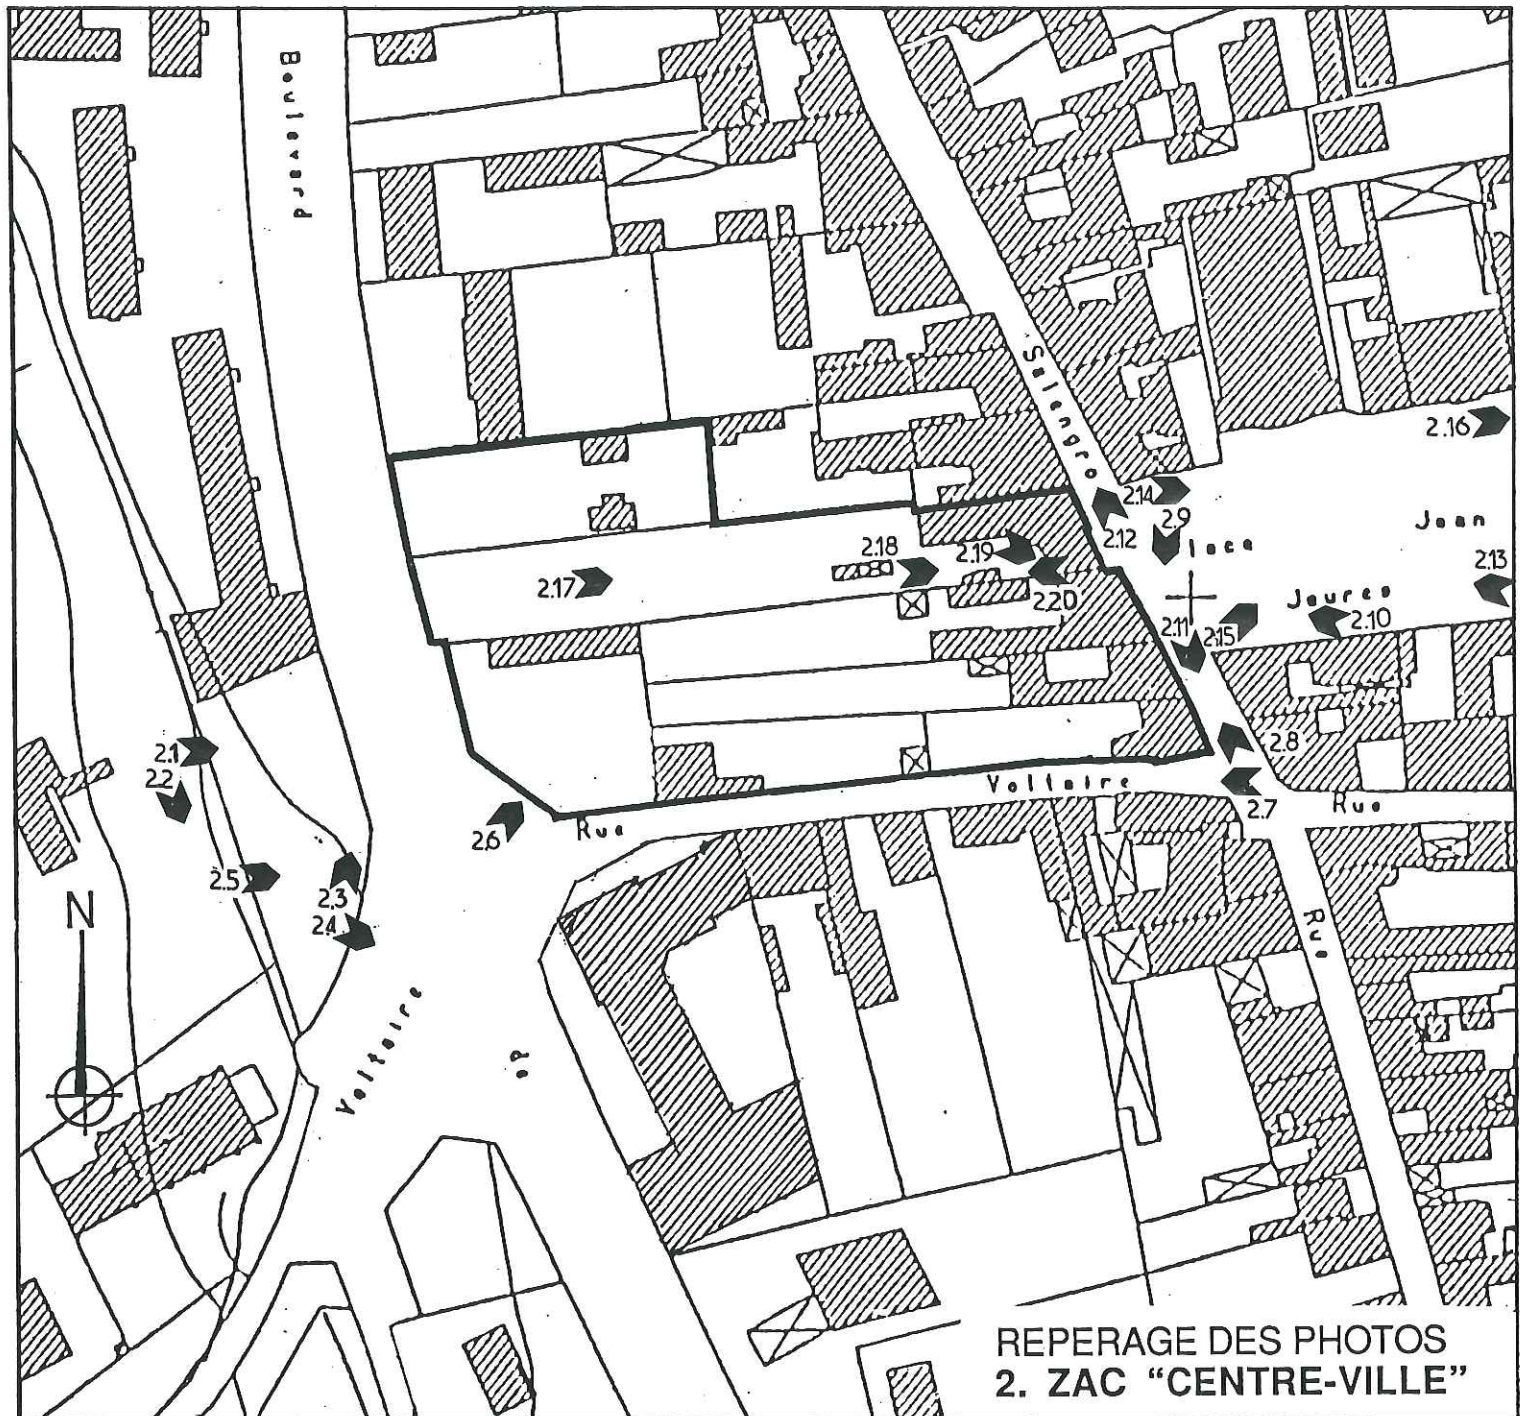 Boulevard
Salengro
2.16
2.14
2.9
2.12
Jean
lace
2.18
2.19
2.13
2.17
2.20
Jaures
2.10
2.11
2.15
2.1
2.2
2.8
Voltaire
2.7
Rue
2.6
Rue
2.5
2.3
2.4
N
Rue
Voltaire
de
REPERAGE DES PHOTOS
2. ZAC “CENTRE-VILLE”